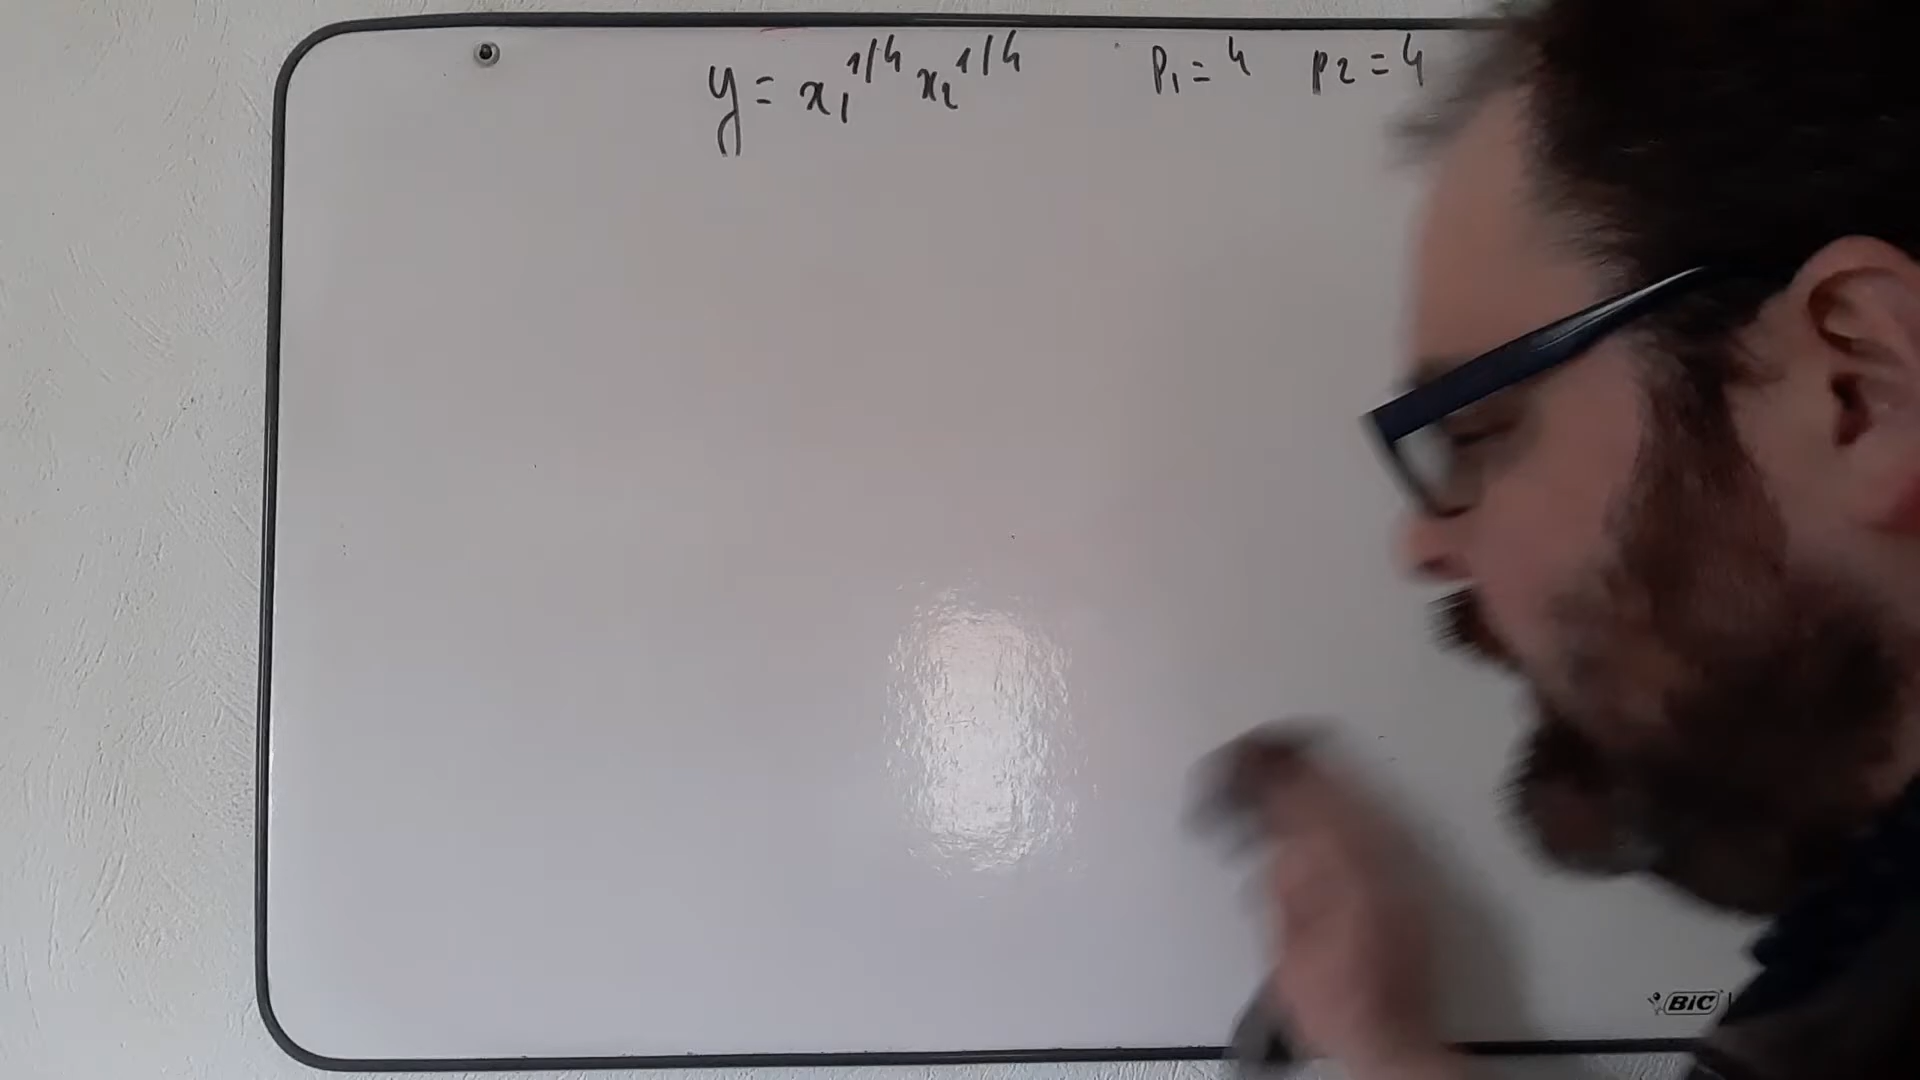 y = x₁^1/4 x₂^1/4 P₁ = 4 P2 = 4
BIC